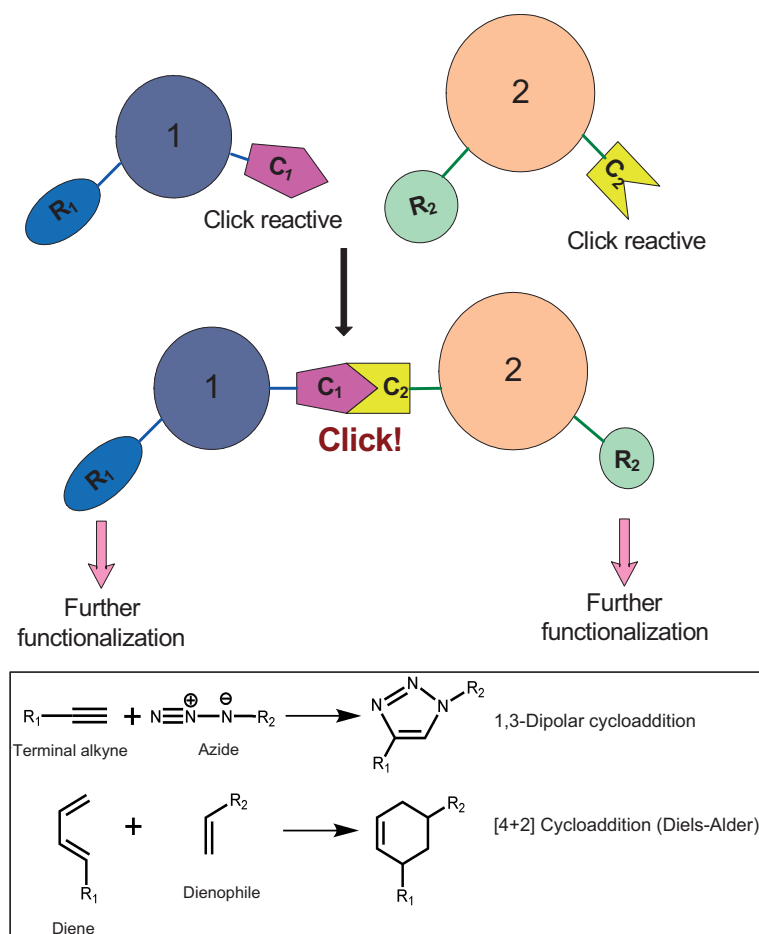 1
2
R1
C1
R2
C2
Click reactive
Click reactive
1
C1
C2
2
Click!
R1
R2
Further
functionalization
Further
functionalization
R1
+
N
N
⊕
N
⊖
R2
N
N
N
R2
R1
1,3-Dipolar cycloaddition
Terminal alkyne
Azide
R1
+
R2
R2
R1
[4+2] Cycloaddition (Diels-Alder)
Diene
Dienophile